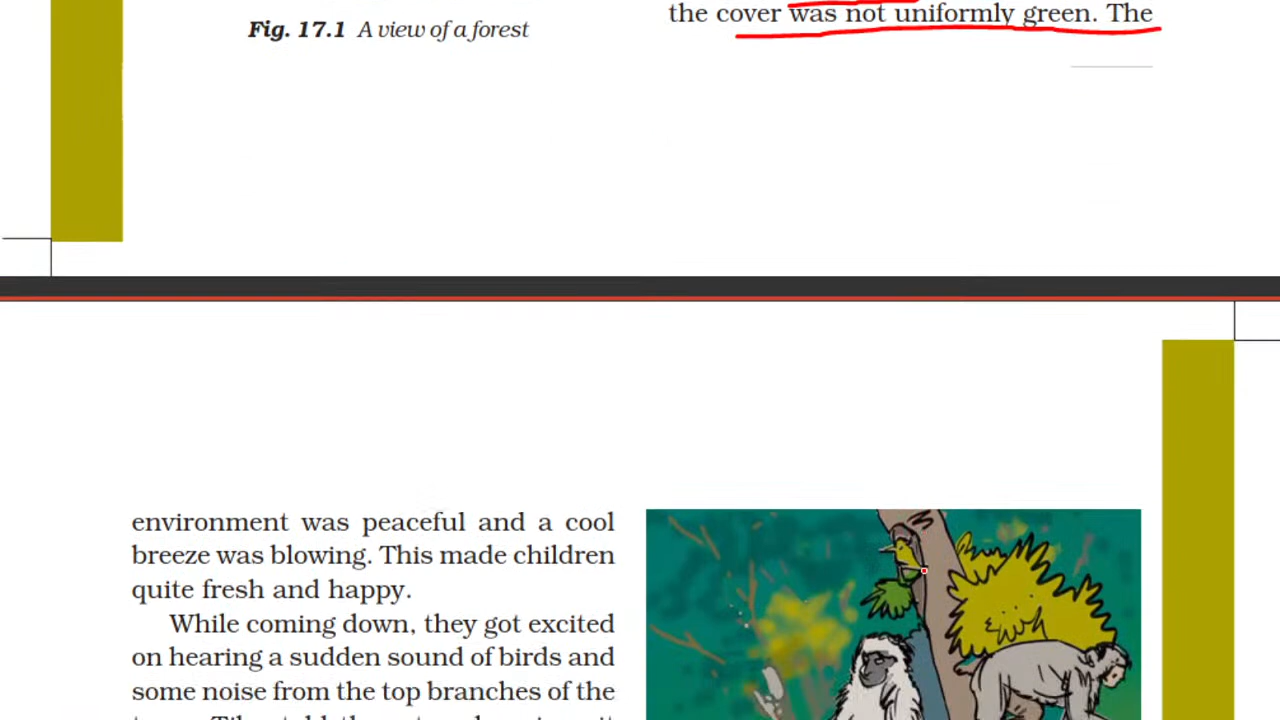 Fig. 17.1 A view of a forest
the cover was not uniformly green. The
environment was peaceful and a cool
breeze was blowing. This made children
quite fresh and happy.
While coming down, they got excited
on hearing a sudden sound of birds and
some noise from the top branches of the